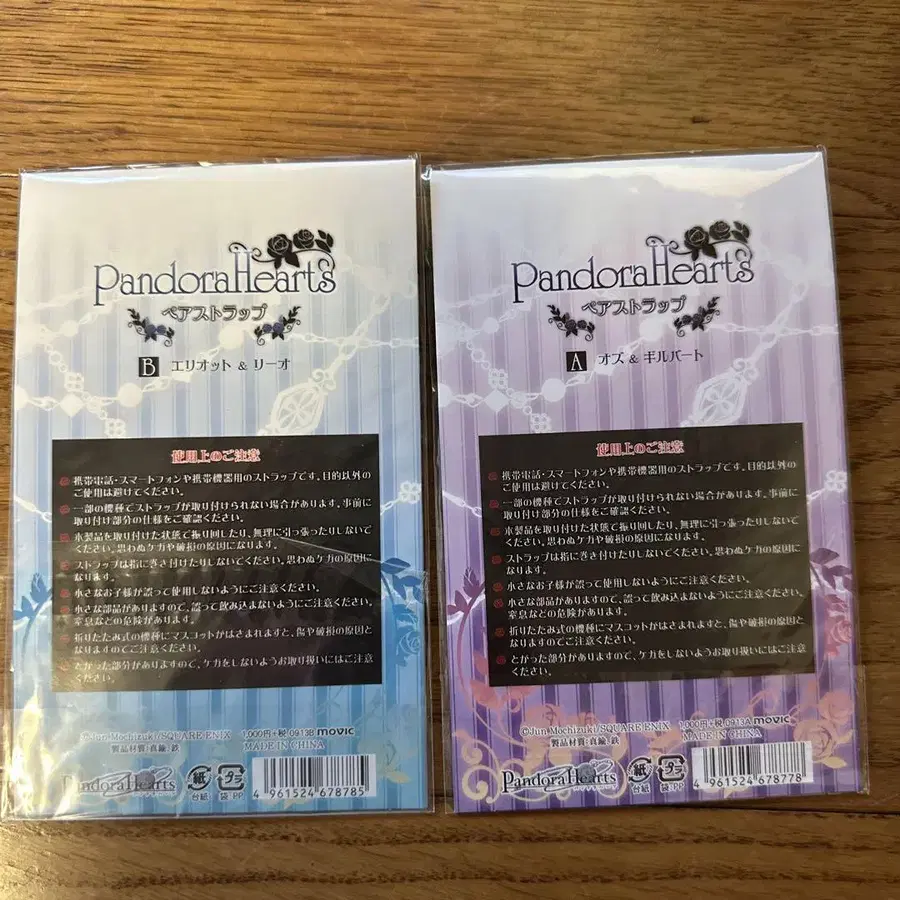 PandoraHearts
ペアストラップ
B エリオット & リーオ
使用上のご注意
携帯電話・スマートフォンや携帯機器用のストラップです。目的以外の
ご使用は避けてください。
一部の機種でストラップが取り付けられない場合があります。事前に
取り付け部分の仕様をご確認ください。
本製品を取り付けた状態で振り回したり、無理に引っ張ったりしないで
ください。思わぬケガや破損の原因になります。
ストラップは指に巻き付けたりしないでください。思わぬケガの原因に
なります。
小さなお子様が誤って使用しないようにご注意ください。
小さな部品がありますので、誤って飲み込まないようにご注意ください。
窒息などの危険があります。
折りたたみ式の機種にマスコットがはさまれますと、傷や破損の原因と
なりますのでご注意ください。
とがった部分がありますので、ケガをしないようお取り扱いにはご注意
ください。
©Jun Mochizuki/SQUARE ENIX 1,000円+税 0913B movic
製品材質:真鍮、鉄 MADE IN CHINA
PandoraHearts 紙 台紙 プラ 袋:PP 4 961524 678785
PandoraHearts
ペアストラップ
A オズ & ギルバート
使用上のご注意
携帯電話・スマートフォンや携帯機器用のストラップです。目的以外の
ご使用は避けてください。
一部の機種でストラップが取り付けられない場合があります。事前に
取り付け部分の仕様をご確認ください。
本製品を取り付けた状態で振り回したり、無理に引っ張ったりしないで
ください。思わぬケガや破損の原因になります。
ストラップは指に巻き付けたりしないでください。思わぬケガの原因に
なります。
小さなお子様が誤って使用しないようにご注意ください。
小さな部品がありますので、誤って飲み込まないようにご注意ください。
窒息などの危険があります。
折りたたみ式の機種にマスコットがはさまれますと、傷や破損の原因と
なりますのでご注意ください。
とがった部分がありますので、ケガをしないようお取り扱いにはご注意
ください。
©Jun Mochizuki/SQUARE ENIX 1,000円+税 0913A movic
製品材質:真鍮、鉄 MADE IN CHINA
PandoraHearts 紙 台紙 プラ 袋:PP 4 961524 678778